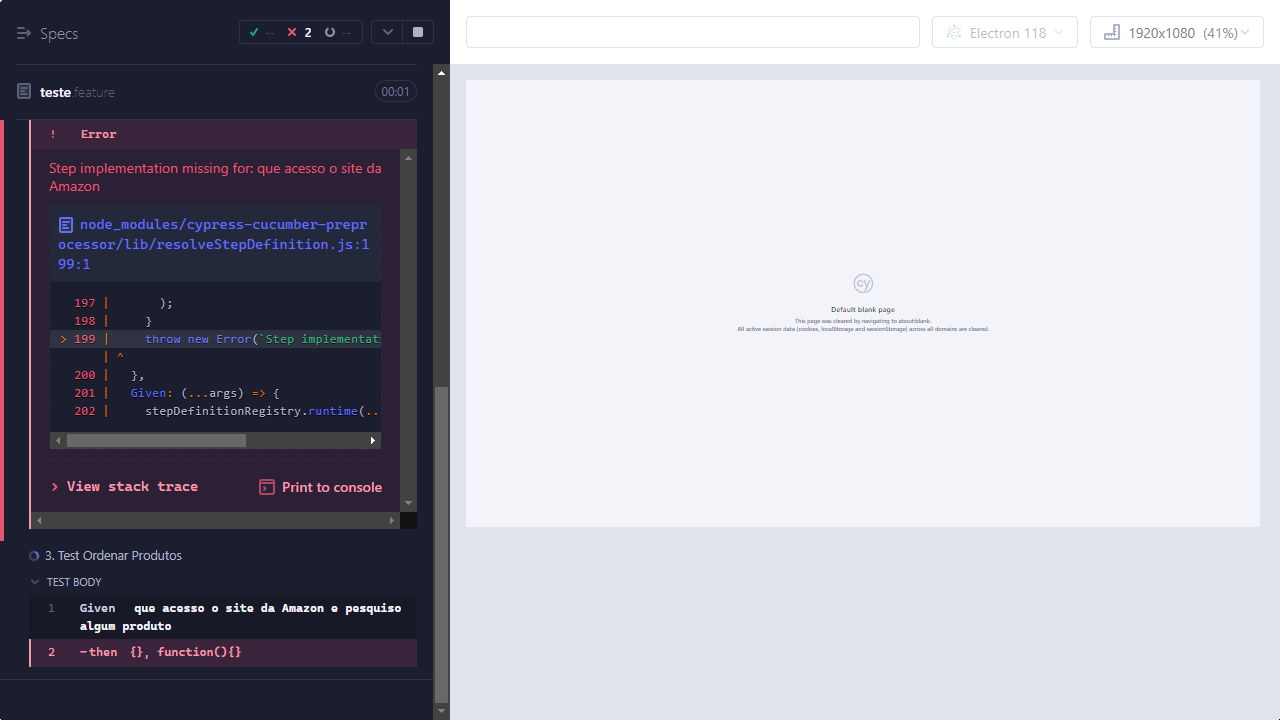 Specs
-- 2 --
Electron 118
1920x1080 (41%)
teste.feature
00:01
! Error
Step implementation missing for: que acesso o site da
Amazon
node_modules/cypress-cucumber-prepr
ocessor/lib/resolveStepDefinition.js:1
99:1
197 | );
198 | }
> 199 | throw new Error(`Step implementati
| ^
200 | },
201 | Given: (...args) => {
202 | stepDefinitionRegistry.runtime(..
View stack trace
Print to console
3. Test Ordenar Produtos
TEST BODY
1 Given que acesso o site da Amazon e pesquiso
algum produto
2 -then {}, function(){}
cy
Default blank page
This page was cleared by navigating to about:blank.
All active session data (cookies, localStorage and sessionStorage) across all domains are cleared.